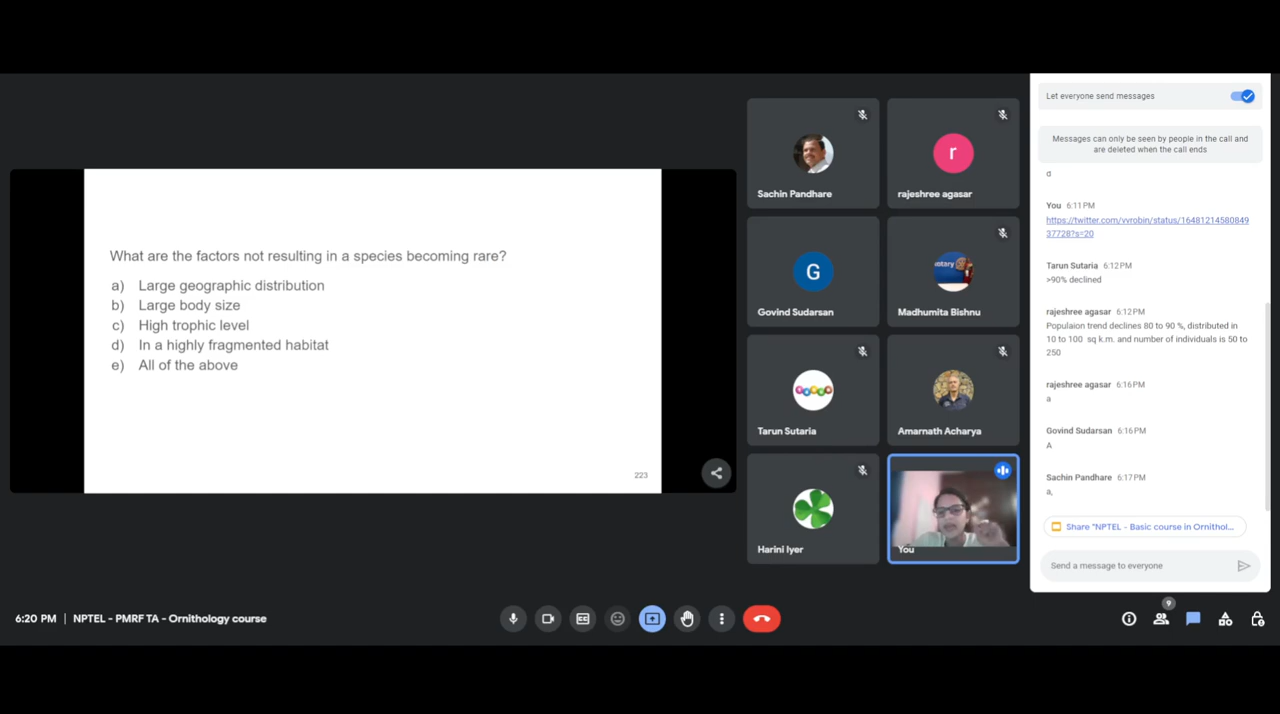 What are the factors not resulting in a species becoming rare?
a) Large geographic distribution
b) Large body size
c) High trophic level
d) In a highly fragmented habitat
e) All of the above
223
Sachin Pandhare
r
rajeshree agasar
G
Govind Sudarsan
Madhumita Bishnu
Tarun Sutaria
Amarnath Acharya
Harini Iyer
You
Let everyone send messages
Messages can only be seen by people in the call and
are deleted when the call ends
d
You 6:11 PM
https://twitter.com/vvrobin/status/16481214580849
37728?s=20
Tarun Sutaria 6:12 PM
>90% declined
rajeshree agasar 6:12 PM
Populaion trend declines 80 to 90 %, distributed in
10 to 100 sq k.m. and number of individuals is 50 to
250
rajeshree agasar 6:16 PM
a
Govind Sudarsan 6:16 PM
A
Sachin Pandhare 6:17 PM
a,
Share "NPTEL - Basic course in Ornithol...
Send a message to everyone
6:20 PM | NPTEL - PMRF TA - Ornithology course
9